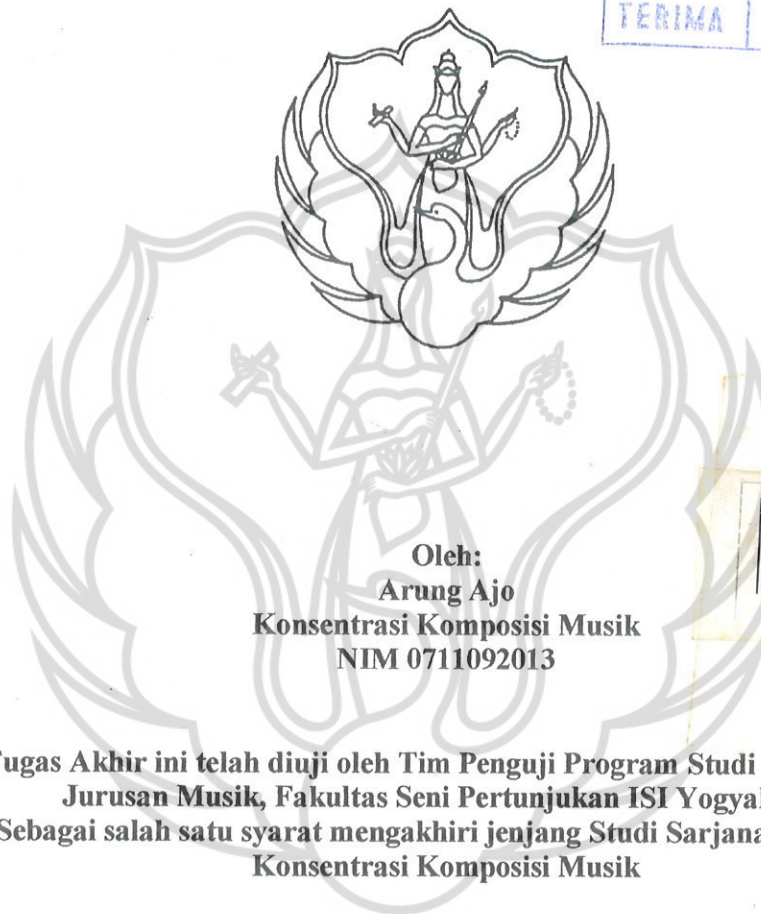 TERIMA
Oleh:
Arung Ajo
Konsentrasi Komposisi Musik
NIM 0711092013
Tugas Akhir ini telah diuji oleh Tim Penguji Program Studi
Jurusan Musik, Fakultas Seni Pertunjukan ISI Yogya
Sebagai salah satu syarat mengakhiri jenjang Studi Sarjana
Konsentrasi Komposisi Musik